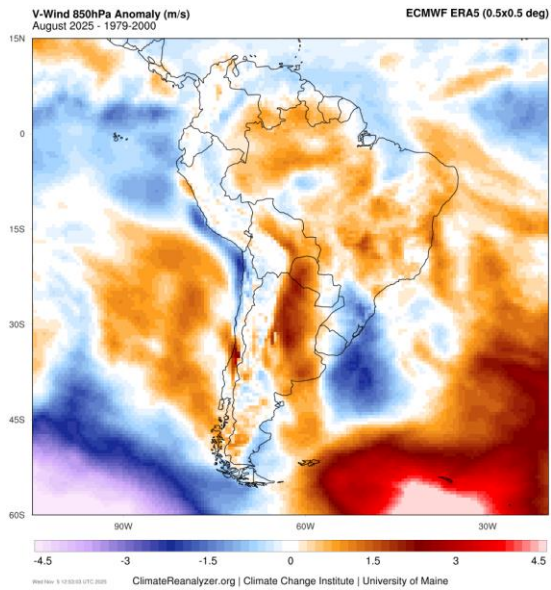 V-Wind 850hPa Anomaly (m/s)
ECMWF ERA5 (0.5x0.5 deg)
August 2025 - 1979-2000
15N
0
15S
30S
45S
60S
90W
60W
30W
-4.5
-3
-1.5
0
1.5
3
4.5
ClimateReanalyzer.org | Climate Change Institute | University of Maine